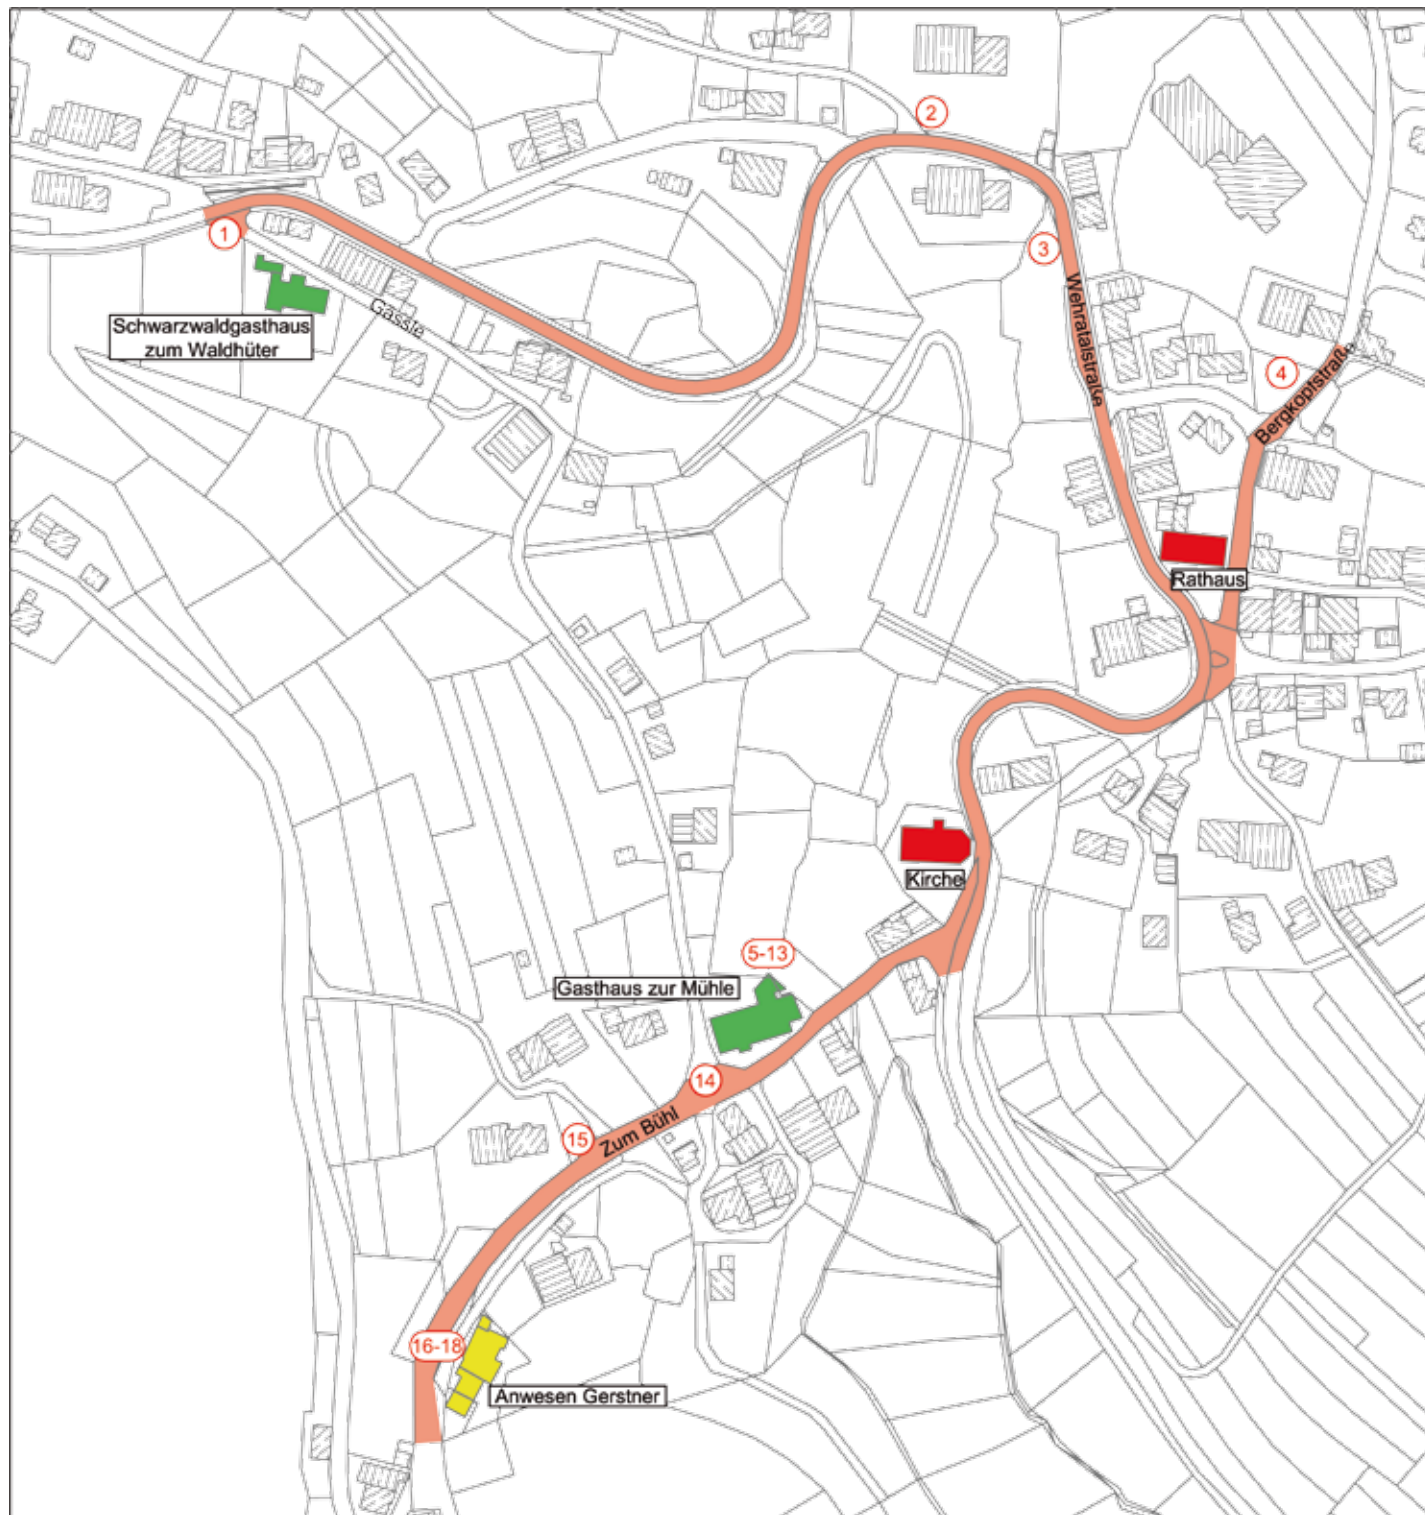 2
1
3
Wehratalstraße
Schwarzwaldgasthaus
zum Waldhüter
Gässle
4
Bergkopfstraße
Rathaus
Kirche
5-13
Gasthaus zur Mühle
14
15
Zum Bühl
16-18
Anwesen Gerstner